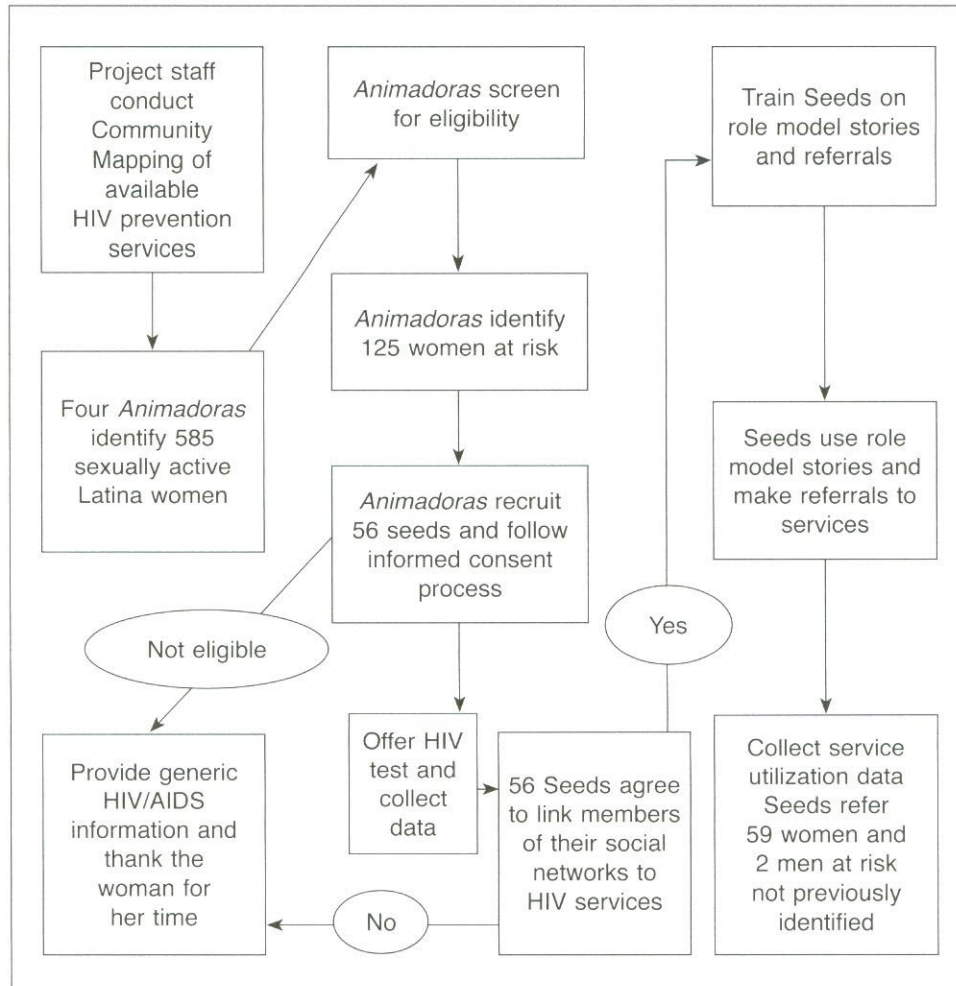 Project staff
conduct
Community
Mapping of
available
HIV prevention
services
Four Animadoras
identify 585
sexually active
Latina women
Animadoras screen
for eligibility
Animadoras identify
125 women at risk
Animadoras recruit
56 seeds and follow
informed consent
process
Not eligible
Provide generic
HIV/AIDS
information and
thank the
woman for
her time
Offer HIV
test and
collect
data
56 Seeds agree
to link members
of their social
networks to
HIV services
No
Yes
Train Seeds on
role model stories
and referrals
Seeds use role
model stories and
make referrals to
services
Collect service
utilization data
Seeds refer
59 women and
2 men at risk
not previously
identified